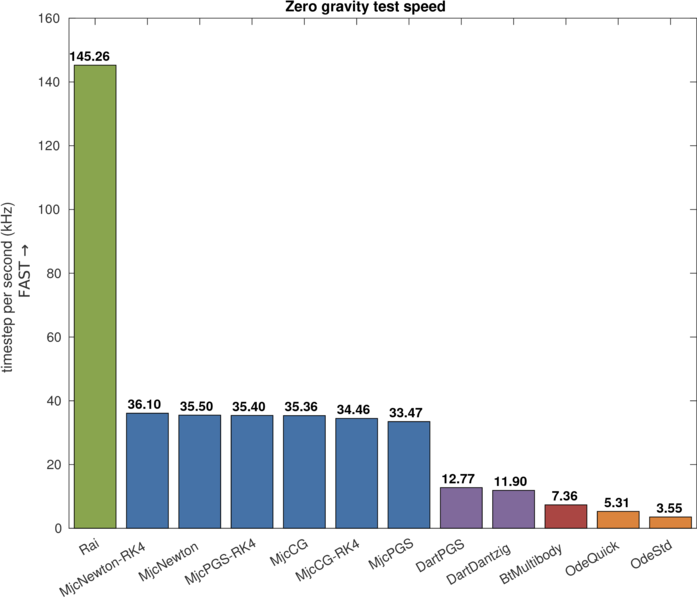 Zero gravity test speed
timestep per second (kHz)
FAST →
160
140
120
100
80
60
40
20
0
145.26
36.10
35.50
35.40
35.36
34.46
33.47
12.77
11.90
7.36
5.31
3.55
Rai
MjcNewton-RK4
MjcNewton
MjcPGS-RK4
MjcCG
MjcCG-RK4
MjcPGS
DartPGS
DartDantzig
BtMultibody
OdeQuick
OdeStd